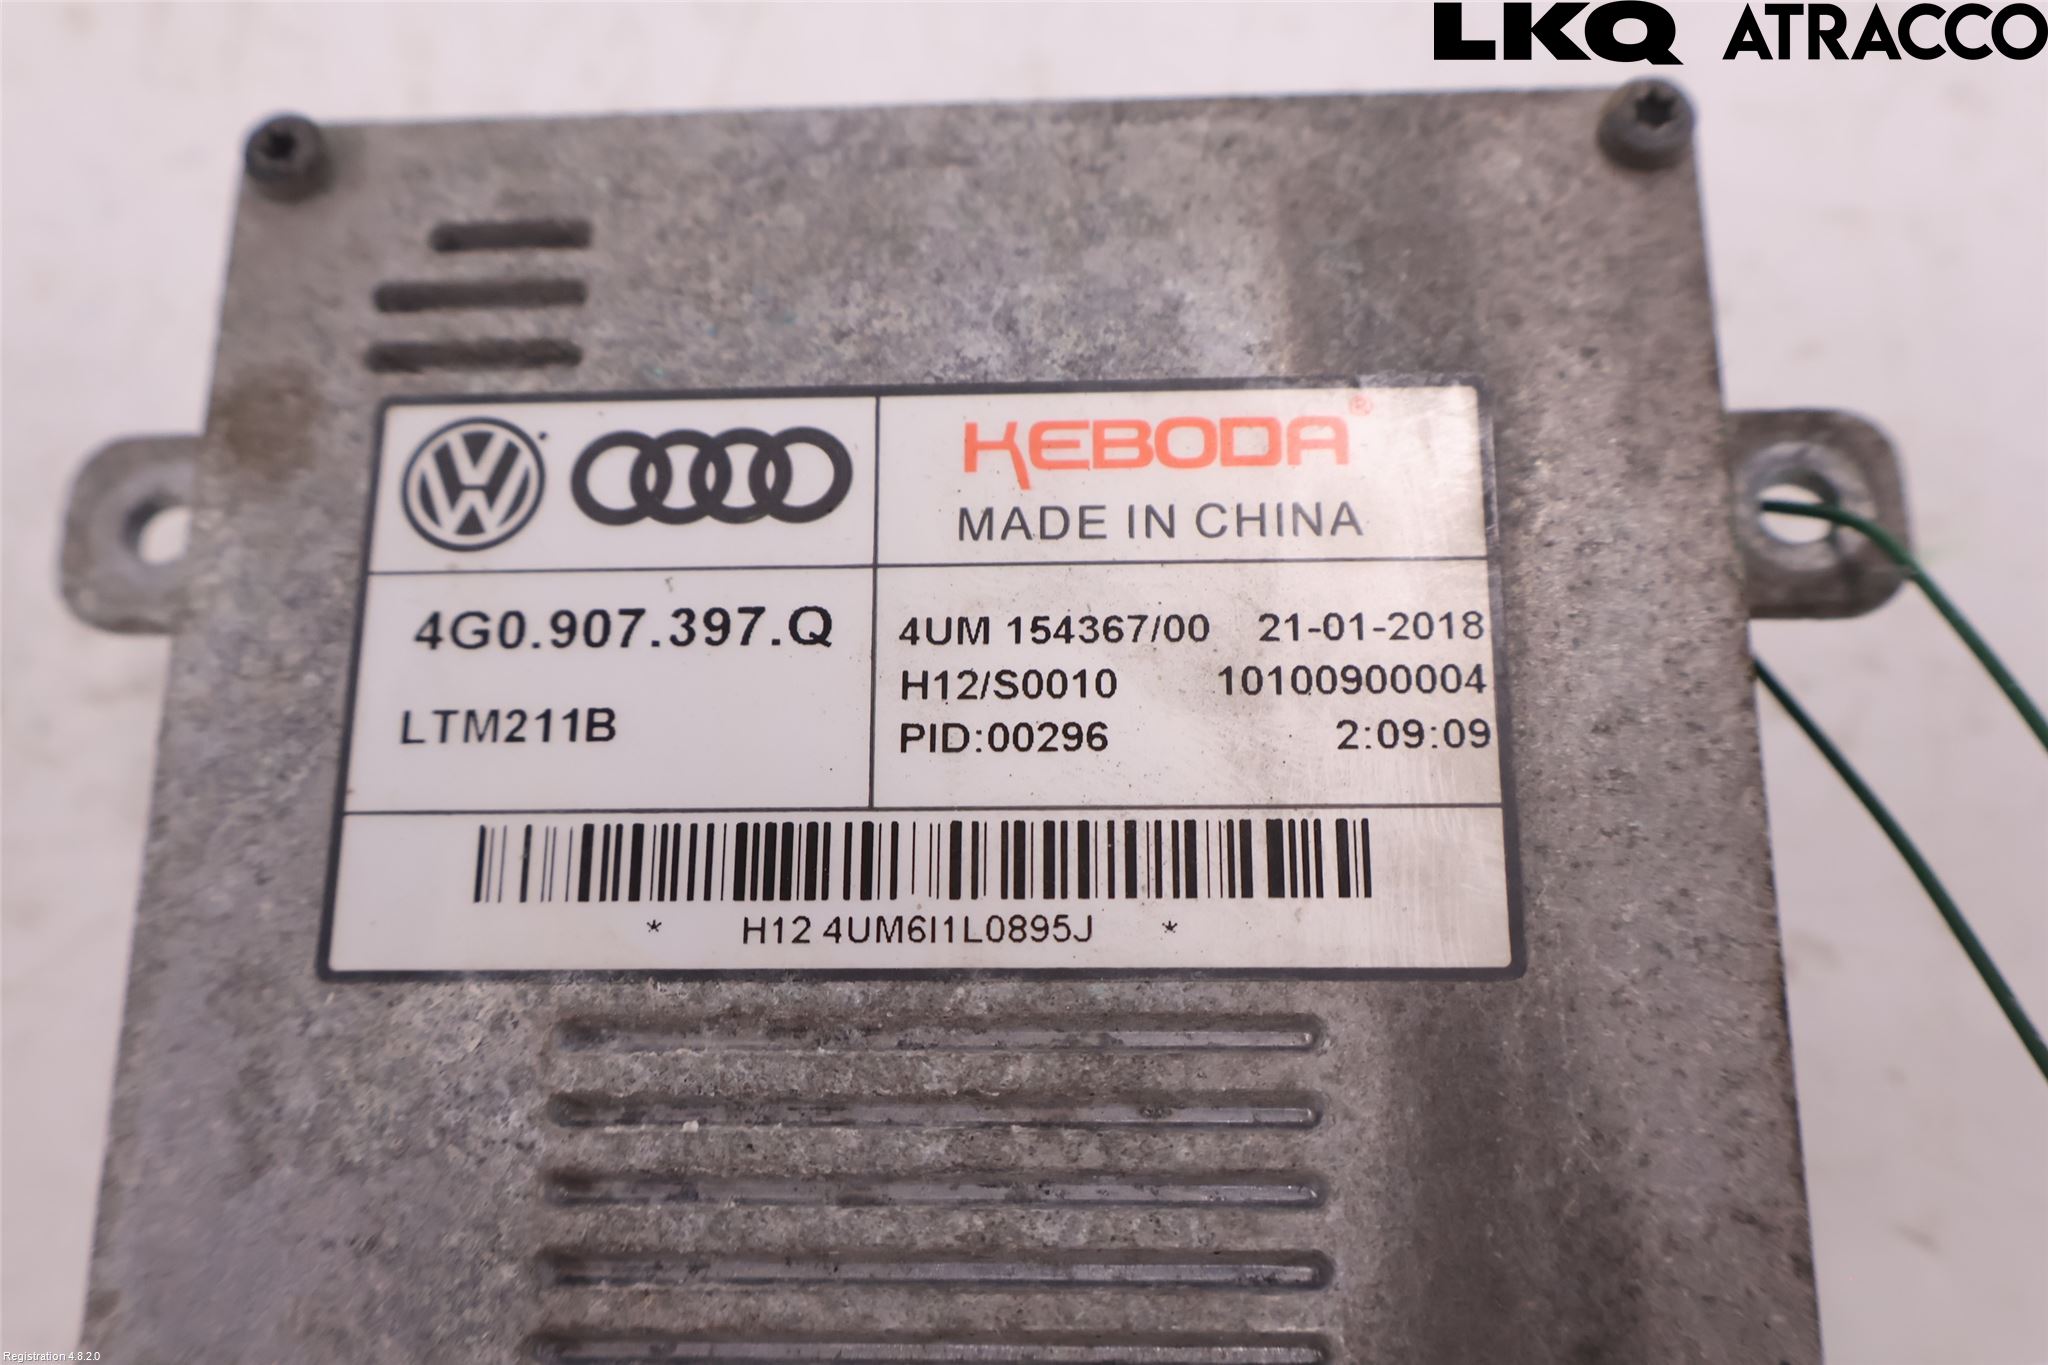 LKQ ATRACCO
KEBODA®
MADE IN CHINA
4G0.907.397.Q
LTM211B
4UM 154367/00 21-01-2018
H12/S0010 10100900004
PID:00296 2:09:09
* H12 4UM6I1L0895J *
Registration 4.8.2.0